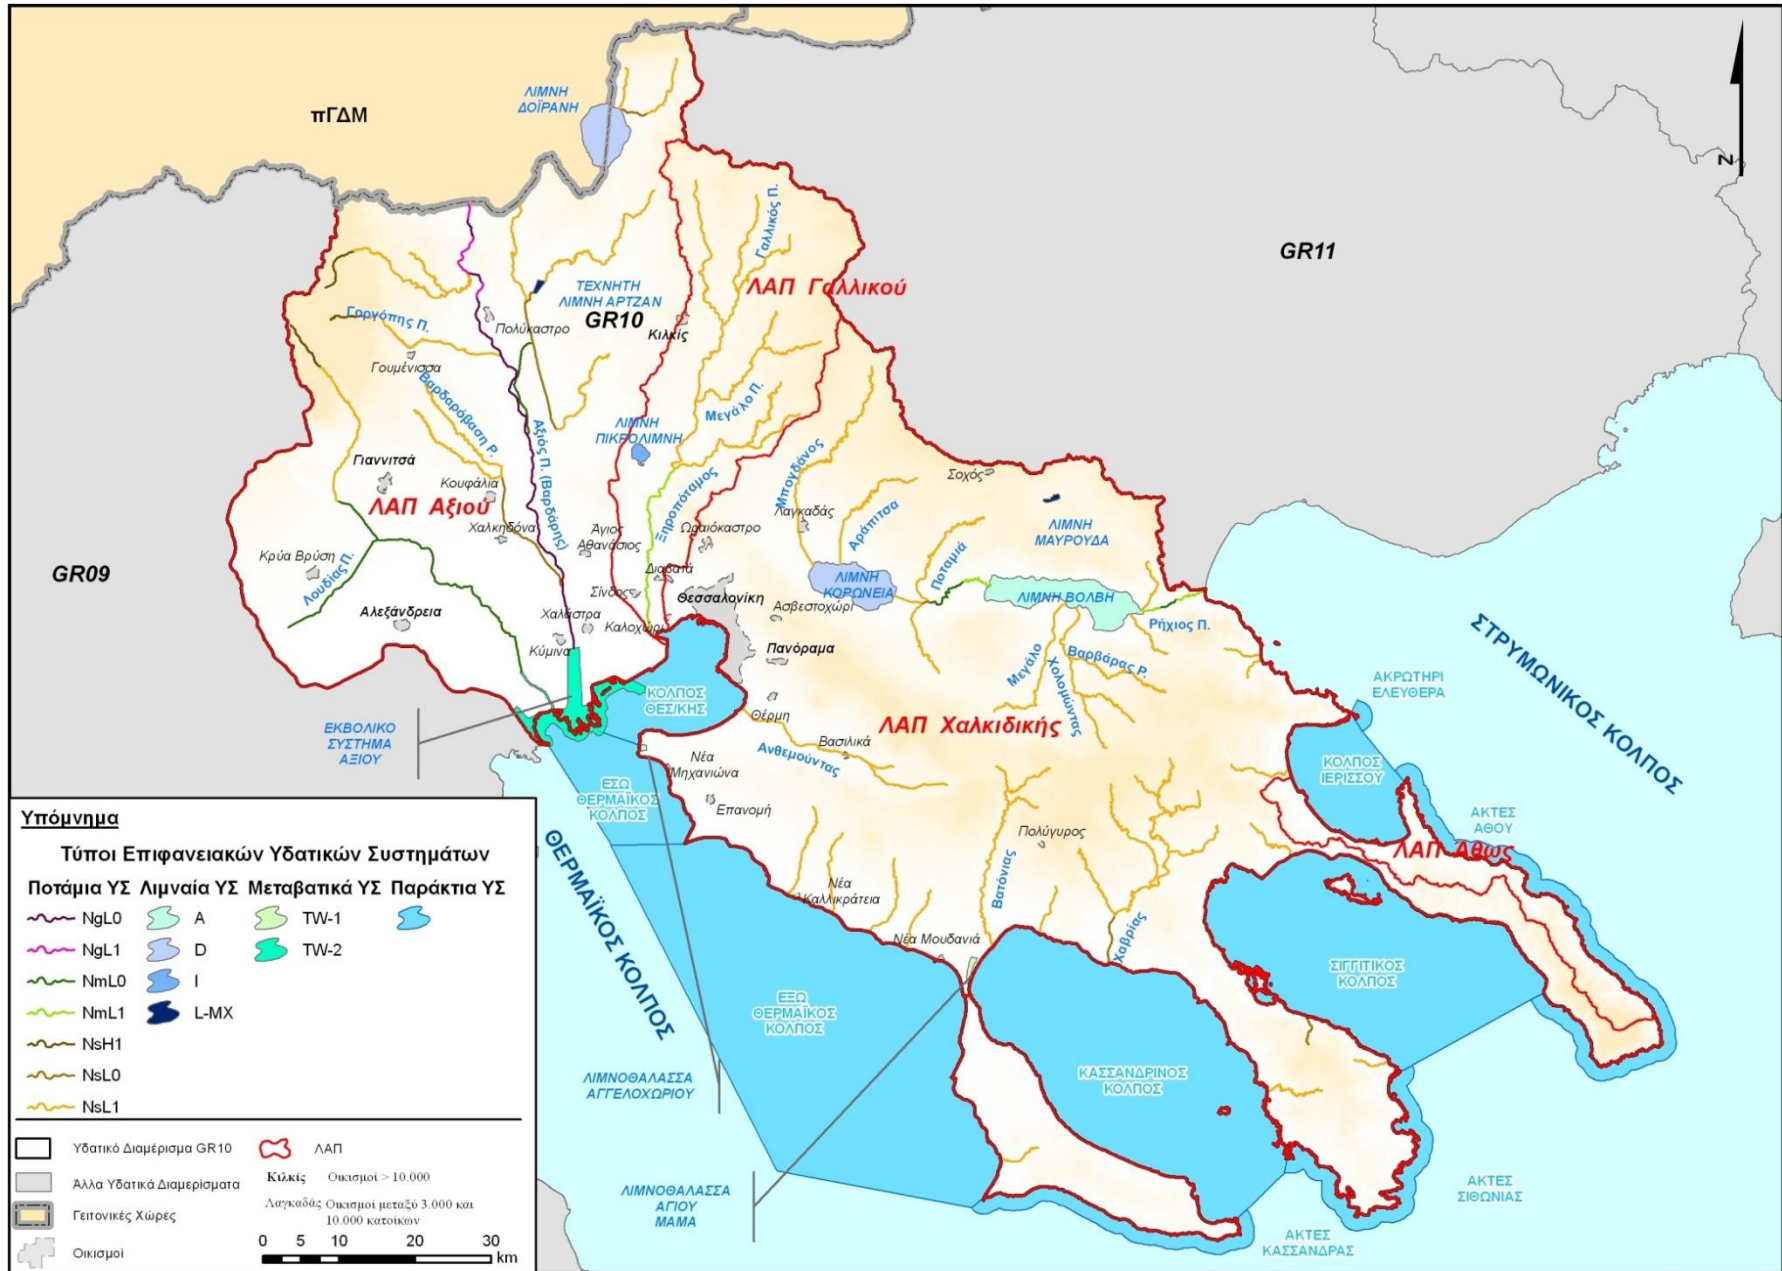 ΛΙΜΝΗ
ΔΟΪΡΑΝΗ
πΓΔΜ
GR11
Γαλλικός Π.
ΛΑΠ Γαλλικού
ΤΕΧΝΗΤΗ
ΛΙΜΝΗ ΑΡΤΖΑΝ
GR10
Κιλκίς
Πολύκαστρο
Γοργόπης Π.
Γουμένισσα
Βαρδαρόβαση Ρ.
Αξιός Π. (Βαρδάρης)
Μεγάλο Π.
ΛΙΜΝΗ
ΠΙΚΡΟΛΙΜΝΗ
Γιαννιτσά
Κουφάλια
ΛΑΠ Αξιού
Χαλκηδόνα
Άγιος
Αθανάσιος
Ξηροπόταμος
Ωραιόκαστρο
Μπογδάνος
Λαγκαδάς
Αράπιτσα
Σοχός
ΛΙΜΝΗ
ΜΑΥΡΟΥΔΑ
Ποταμιά
GR09
Κρύα Βρύση
Λουδίας Π.
Αλεξάνδρεια
Διαβατά
Σίνδος
Χαλάστρα
Καλοχώρι
Κύμινα
Θεσσαλονίκη
Ασβεστοχώρι
Πανόραμα
ΛΙΜΝΗ
ΚΟΡΩΝΕΙΑ
ΛΙΜΝΗ ΒΟΛΒΗ
Ρήχιος Π.
Μεγάλο
Χολομώντας
Βαρβάρας Ρ.
ΣΤΡΥΜΩΝΙΚΟΣ ΚΟΛΠΟΣ
ΑΚΡΩΤΗΡΙ
ΕΛΕΥΘΕΡΑ
ΚΟΛΠΟΣ
ΘΕΣ/ΚΗΣ
Θέρμη
ΛΑΠ Χαλκιδικής
Βασιλικά
Ανθεμούντας
ΕΚΒΟΛΙΚΟ
ΣΥΣΤΗΜΑ
ΑΞΙΟΥ
Νέα
Μηχανιώνα
Επανομή
ΕΣΩ
ΘΕΡΜΑΪΚΟΣ
ΚΟΛΠΟΣ
ΚΟΛΠΟΣ
ΙΕΡΙΣΣΟΥ
ΑΚΤΕΣ
ΑΘΟΥ
ΛΑΠ Αθως
Πολύγυρος
Βατόνιας
Νέα
Καλλικράτεια
Νέα Μουδανιά
Χαβρίας
ΘΕΡΜΑΪΚΟΣ ΚΟΛΠΟΣ
ΣΙΓΓΙΤΙΚΟΣ
ΚΟΛΠΟΣ
ΕΞΩ
ΘΕΡΜΑΪΚΟΣ
ΚΟΛΠΟΣ
ΚΑΣΣΑΝΔΡΙΝΟΣ
ΚΟΛΠΟΣ
ΛΙΜΝΟΘΑΛΑΣΣΑ
ΑΓΓΕΛΟΧΩΡΙΟΥ
ΛΙΜΝΟΘΑΛΑΣΣΑ
ΑΓΙΟΥ
ΜΑΜΑ
ΑΚΤΕΣ
ΣΙΘΩΝΙΑΣ
ΑΚΤΕΣ
ΚΑΣΣΑΝΔΡΑΣ
N
Υπόμνημα
Τύποι Επιφανειακών Υδατικών Συστημάτων
Ποτάμια ΥΣ Λιμναία ΥΣ Μεταβατικά ΥΣ Παράκτια ΥΣ
NgL0 A TW-1
NgL1 D TW-2
NmL0 I
NmL1 L-MX
NsH1
NsL0
NsL1
Υδατικό Διαμέρισμα GR10 ΛΑΠ
Άλλα Υδατικά Διαμερίσματα Κιλκίς Οικισμοί > 10.000
Γειτονικές Χώρες Λαγκαδάς Οικισμοί μεταξύ 3.000 και
10.000 κατοίκων
Οικισμοί
0 5 10 20 30
km